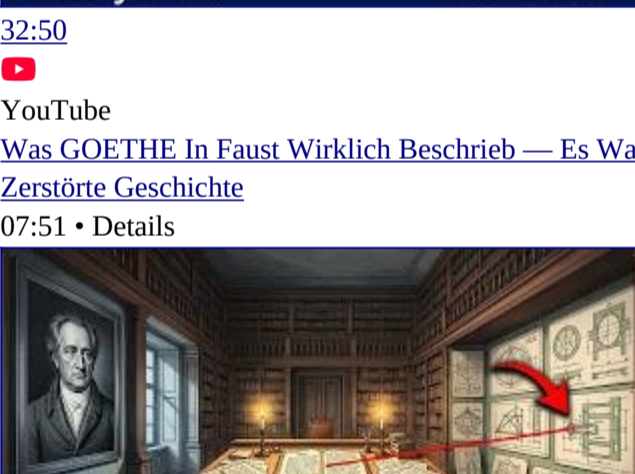 32:50
YouTube
Was GOETHE In Faust Wirklich Beschrieb — Es Wa
Zerstörte Geschichte
07:51 • Details